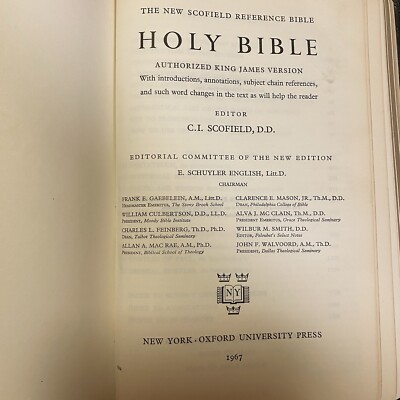 THE NEW SCOFIELD REFERENCE BIBLE
HOLY BIBLE
AUTHORIZED KING JAMES VERSION
With introductions, annotations, subject chain references,
and such word changes in the text as will help the reader
EDITOR
C.I. SCOFIELD, D.D.
EDITORIAL COMMITTEE OF THE NEW EDITION
E. SCHUYLER ENGLISH, Litt.D.
CHAIRMAN
FRANK E. GAEBELEIN, A.M., Litt.D.
HEADMASTER EMERITUS, The Stony Brook School
WILLIAM CULBERTSON, D.D., LL.D.
PRESIDENT, Moody Bible Institute
CHARLES L. FEINBERG, Th.D., Ph.D.
DEAN, Talbot Theological Seminary
ALLAN A. MAC RAE, A.M., Ph.D.
PRESIDENT, Biblical School of Theology
CLARENCE E. MASON, JR., Th.M., D.D.
DEAN, Philadelphia College of Bible
ALVA J. MC CLAIN, Th.M., D.D.
PRESIDENT EMERITUS, Grace Theological Seminary
WILBUR M. SMITH, D.D.
EDITOR, Peloubet's Select Notes
JOHN F. WALVOORD, A.M., Th.D.
PRESIDENT, Dallas Theological Seminary
N Y
NEW YORK · OXFORD UNIVERSITY PRESS
1967